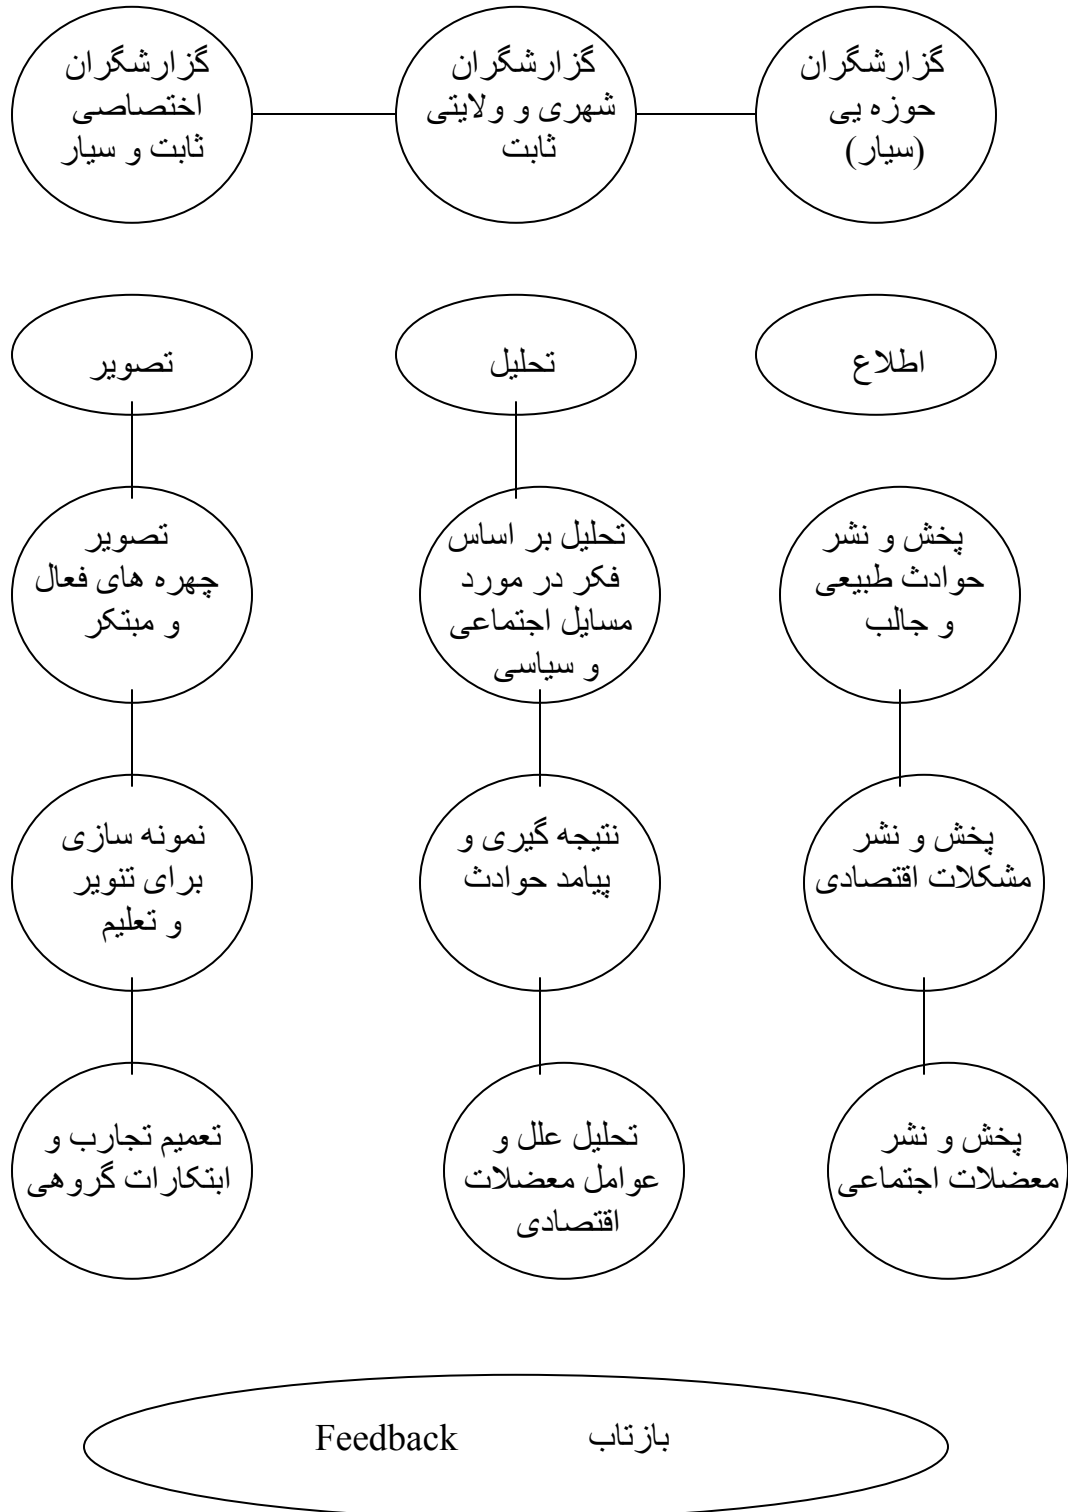 گزارشگران
حوزه یی
(سیار)
گزارشگران
شهری و ولایتی
ثابت
گزارشگران
اختصاصی
ثابت و سیار
اطلاع
تحلیل
تصویر
پخش و نشر
حوادث طبیعی
و جالب
تحلیل بر اساس
فکر در مورد
مسایل اجتماعی
و سیاسی
تصویر
چهره های فعال
و مبتکر
پخش و نشر
مشکلات اقتصادی
نتیجه گیری و
پیامد حوادث
نمونه سازی
برای تنویر
و تعلیم
پخش و نشر
معضلات اجتماعی
تحلیل علل و
عوامل معضلات
اقتصادی
تعمیم تجارب و
ابتکارات گروهی
بازتاب Feedback